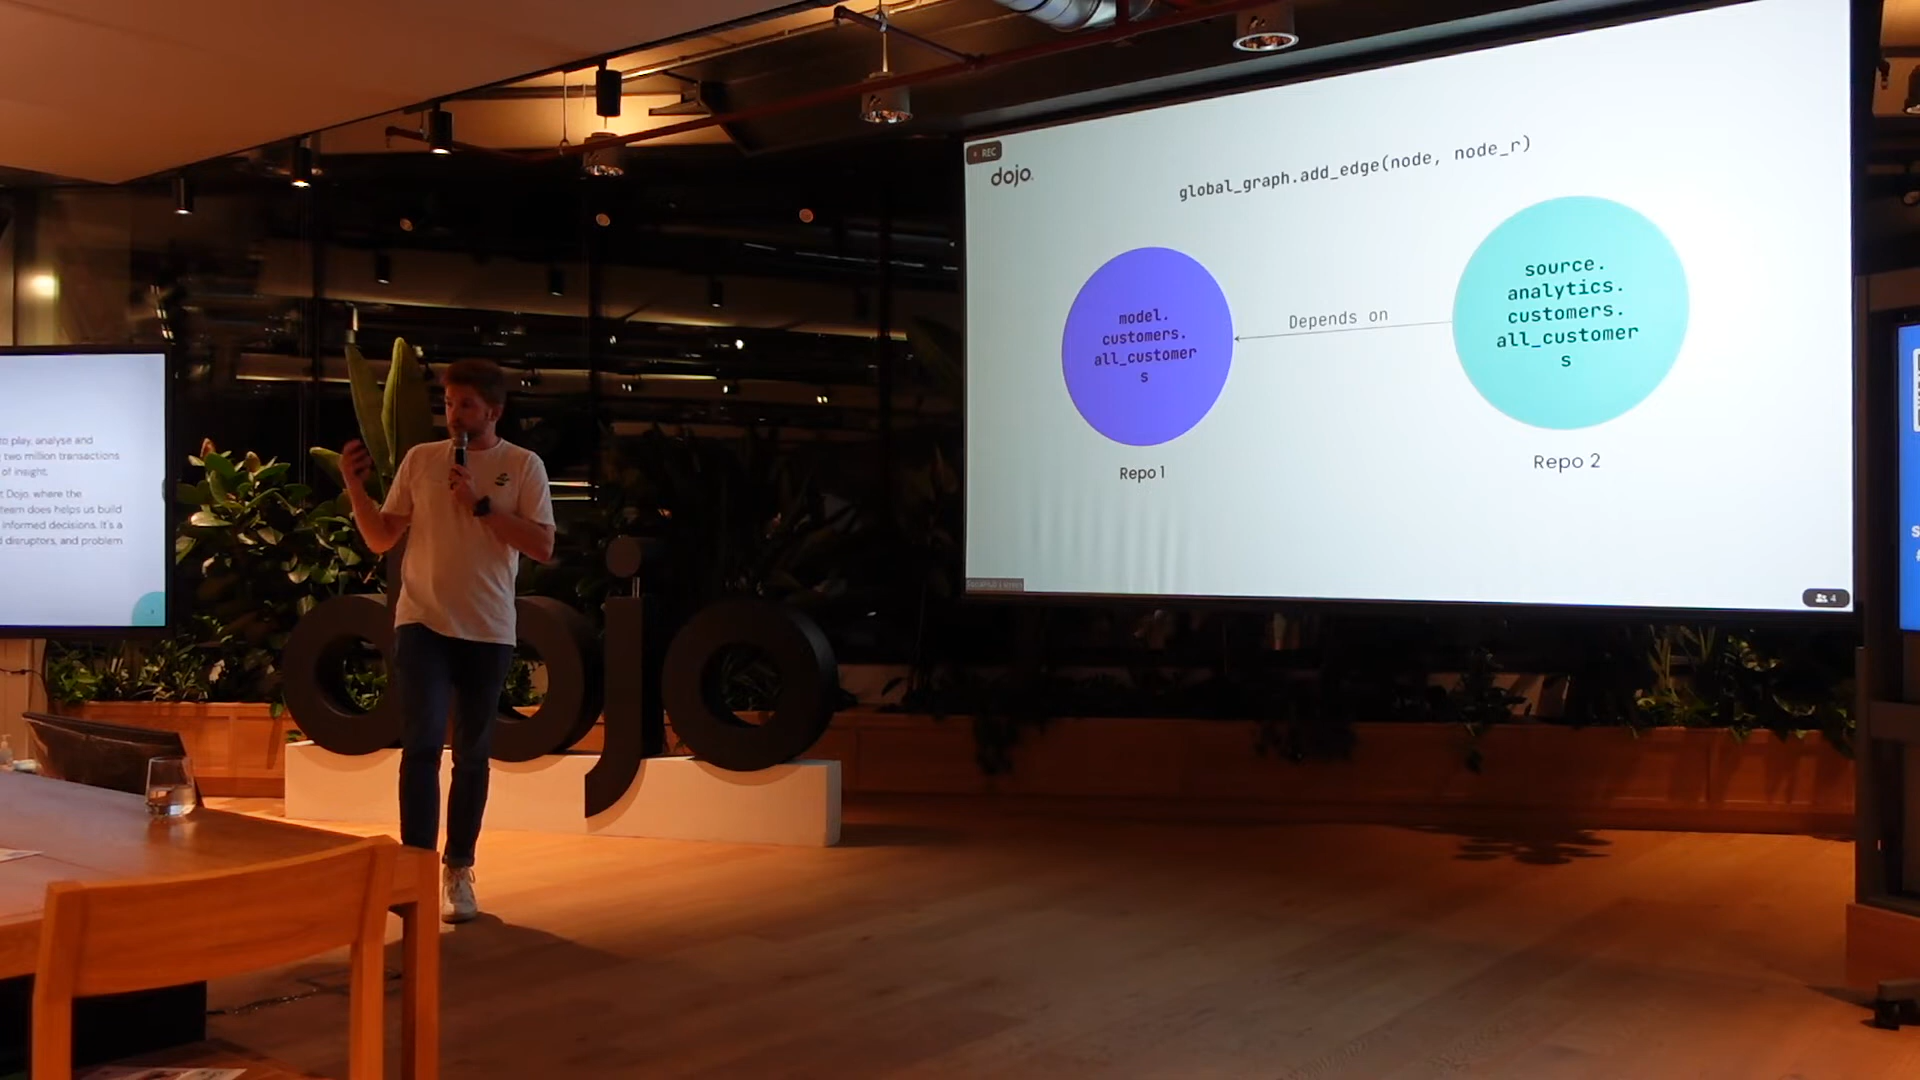 to play, analyse and
two million transactions
of insight.
t Dojo, where the
team does helps us build
informed decisions. It's a
d disruptors, and problem
REC
dojo.
global_graph.add_edge(node, node_r)
model.
customers.
all_customer
s
Depends on
source.
analytics.
customers.
all_customer
s
Repo 1
Repo 2
4
dojo